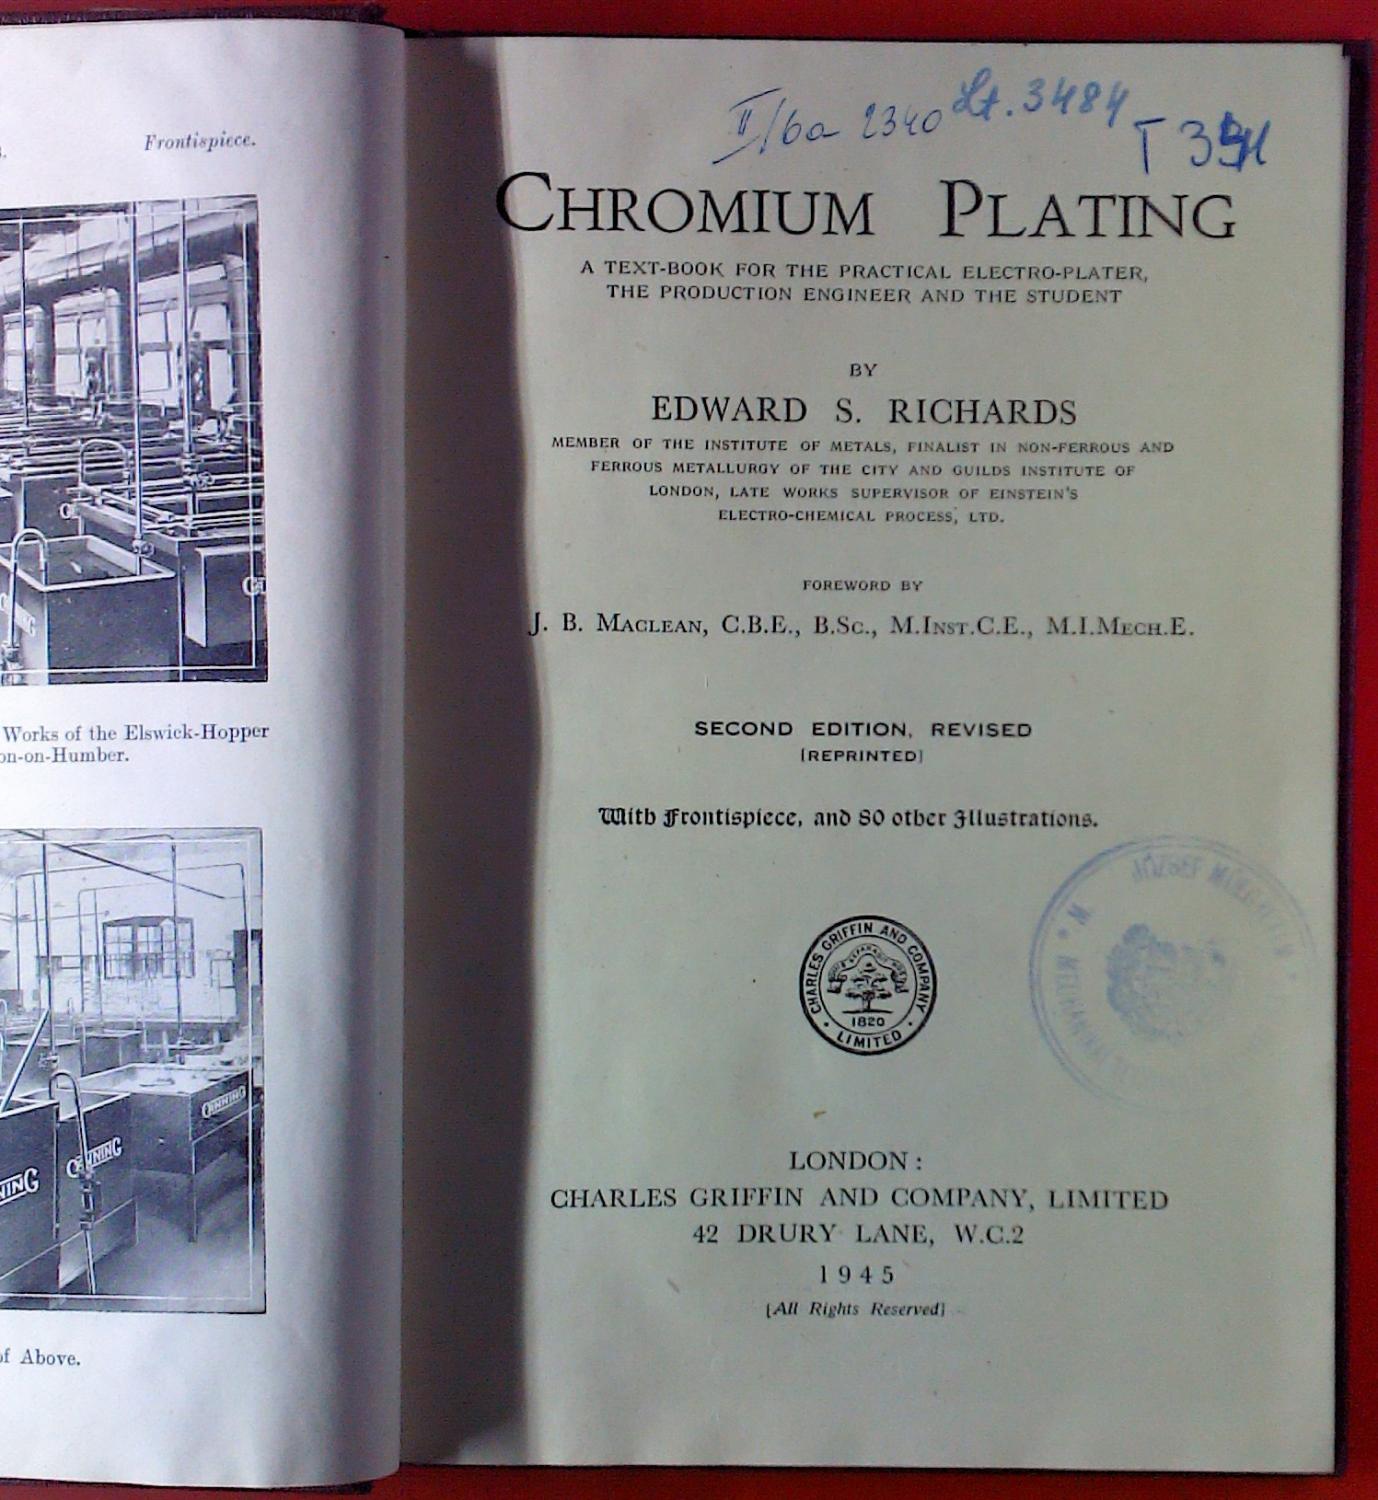 Frontispiece.
Works of the Elswick-Hopper
on-on-Humber.
CANNING
CANNING
of Above.
II/6a 2340 Lt. 3484
CHROMIUM PLATING
A TEXT-BOOK FOR THE PRACTICAL ELECTRO-PLATER,
THE PRODUCTION ENGINEER AND THE STUDENT
BY
EDWARD S. RICHARDS
MEMBER OF THE INSTITUTE OF METALS, FINALIST IN NON-FERROUS AND
FERROUS METALLURGY OF THE CITY AND GUILDS INSTITUTE OF
LONDON, LATE WORKS SUPERVISOR OF EINSTEIN'S
ELECTRO-CHEMICAL PROCESS, LTD.
FOREWORD BY
J. B. MACLEAN, C.B.E., B.SC., M.INST.C.E., M.I.MECH.E.
SECOND EDITION, REVISED
[REPRINTED]
With Frontispiece, and 80 other Illustrations.
CHARLES GRIFFIN AND COMPANY
1820
LIMITED
JÓZSEF
LONDON :
CHARLES GRIFFIN AND COMPANY, LIMITED
42 DRURY LANE, W.C.2
1945
[All Rights Reserved]